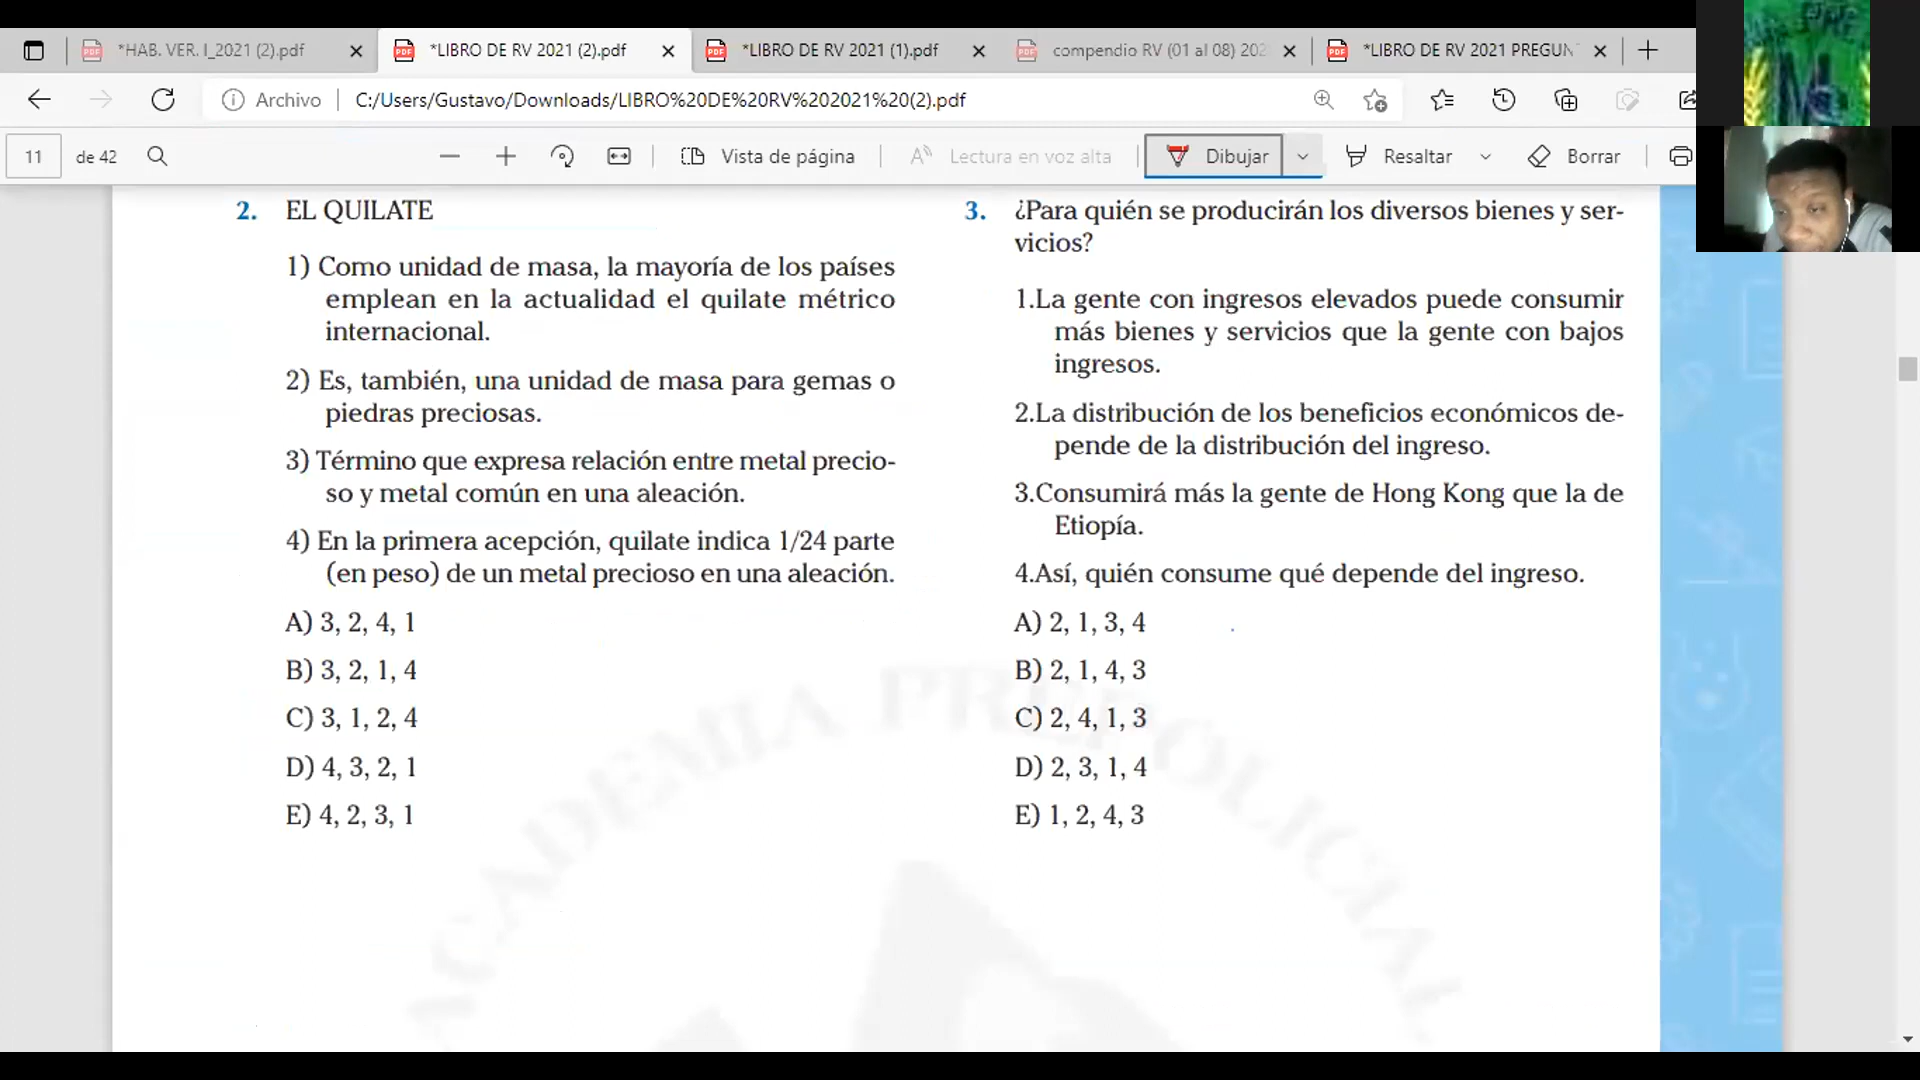 *HAB. VER. I_2021 (2).pdf
*LIBRO DE RV 2021 (2).pdf
*LIBRO DE RV 2021 (1).pdf
compendio RV (01 al 08) 202
*LIBRO DE RV 2021 PREGUN
Archivo
C:/Users/Gustavo/Downloads/LIBRO%20DE%20RV%202021%20(2).pdf
11 de 42
Vista de página
Lectura en voz alta
Dibujar
Resaltar
Borrar
2. EL QUILATE
1) Como unidad de masa, la mayoría de los países
emplean en la actualidad el quilate métrico
internacional.
2) Es, también, una unidad de masa para gemas o
piedras preciosas.
3) Término que expresa relación entre metal precio-
so y metal común en una aleación.
4) En la primera acepción, quilate indica 1/24 parte
(en peso) de un metal precioso en una aleación.
A) 3, 2, 4, 1
B) 3, 2, 1, 4
C) 3, 1, 2, 4
D) 4, 3, 2, 1
E) 4, 2, 3, 1
3. ¿Para quién se producirán los diversos bienes y ser-
vicios?
1.La gente con ingresos elevados puede consumir
más bienes y servicios que la gente con bajos
ingresos.
2.La distribución de los beneficios económicos de-
pende de la distribución del ingreso.
3.Consumirá más la gente de Hong Kong que la de
Etiopía.
4.Así, quién consume qué depende del ingreso.
A) 2, 1, 3, 4
B) 2, 1, 4, 3
C) 2, 4, 1, 3
D) 2, 3, 1, 4
E) 1, 2, 4, 3
ACADEMIA PREPOLICIAL